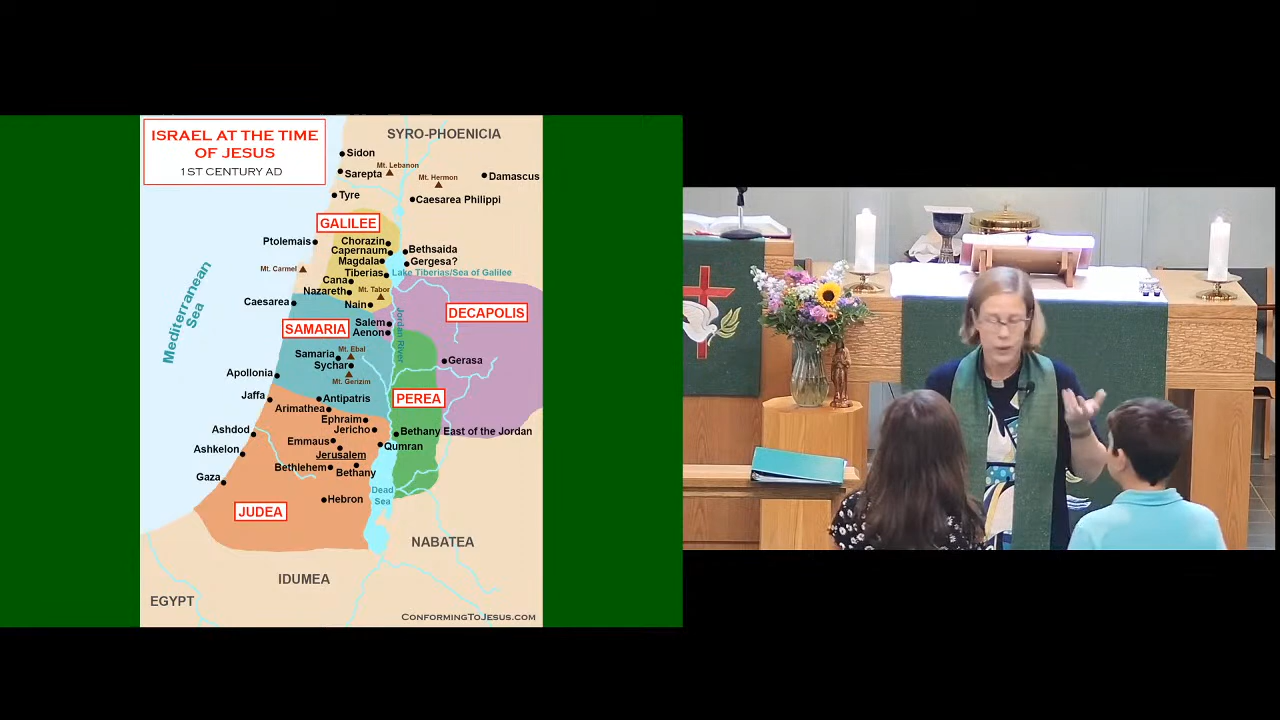 ISRAEL AT THE TIME
OF JESUS
1ST CENTURY AD
SYRO-PHOENICIA
Sidon
Mt. Lebanon
Sarepta
Mt. Hermon
Damascus
Tyre
Caesarea Philippi
GALILEE
Ptolemais
Chorazin
Capernaum
Bethsaida
Magdala
Gergesa?
Mt. Carmel
Tiberias
Lake Tiberias/Sea of Galilee
Cana
Nazareth
Mt. Tabor
Mediterranean
Sea
Caesarea
Nain
DECAPOLIS
SAMARIA
Salem
Aenon
Jordan River
Samaria
Mt. Ebal
Sychar
Gerasa
Apollonia
Mt. Gerizim
Jaffa
Antipatris
PEREA
Arimathea
Ephraim
Ashdod
Jericho
Bethany East of the Jordan
Emmaus
Qumran
Ashkelon
Jerusalem
Bethlehem
Bethany
Gaza
Dead
Sea
Hebron
JUDEA
NABATEA
IDUMEA
EGYPT
CONFORMINGTOJESUS.COM